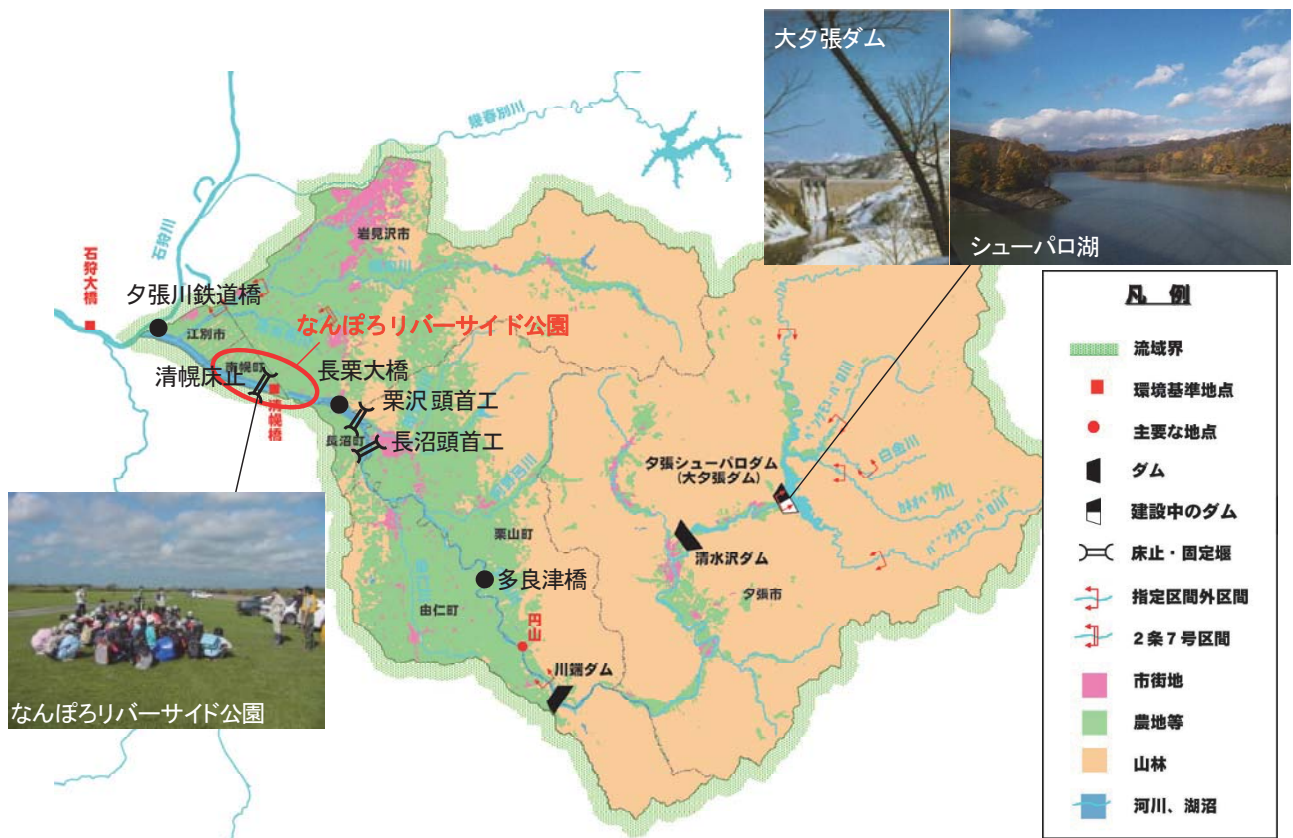 大夕張ダム
シューパロ湖
幾春別川
石狩川
岩見沢市
石狩大橋
夕張川鉄道橋
江別市
なんぽろリバーサイド公園
南幌町
清幌床止
清幌橋
長栗大橋
栗沢頭首工
長沼町
長沼頭首工
夕張シューパロダム
(大夕張ダム)
白金川
清水沢ダム
栗山町
夕張市
多良津橋
由仁町
円山
川端ダム
なんぽろリバーサイド公園
凡 例
流域界
環境基準地点
主要な地点
ダム
建設中のダム
床止・固定堰
指定区間外区間
2条7号区間
市街地
農地等
山林
河川、湖沼